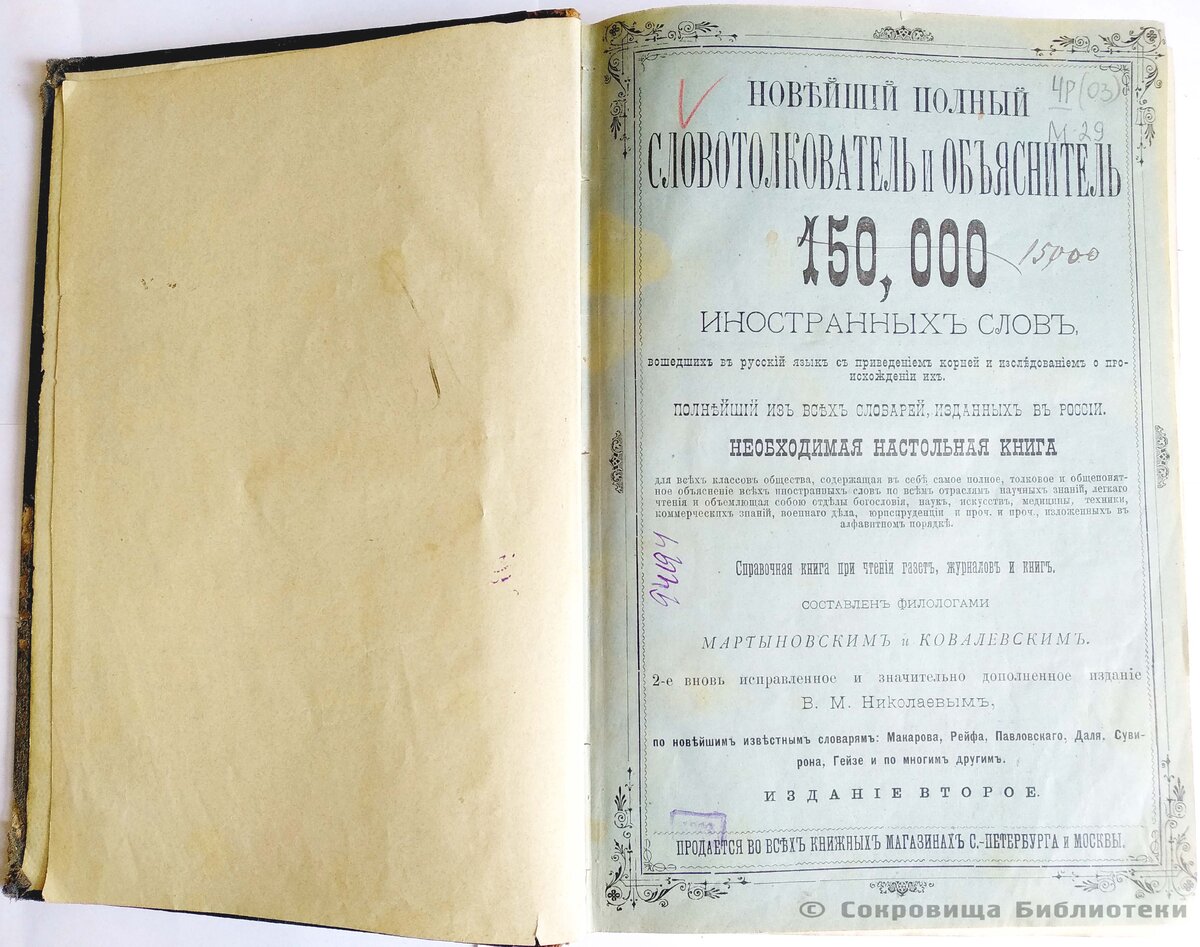 НОВѢЙШІЙ ПОЛНЫЙ
4Р(03)
М-29
СЛОВОТОЛКОВАТЕЛЬ И ОБЪЯСНИТЕЛЬ
150,000
15000
ИНОСТРАННЫХЪ СЛОВЪ,
вошедшихъ въ русскій языкъ съ приведеніемъ корней и изслѣдованіемъ о про-
исхожденіи ихъ.
ПОЛНѢЙШІЙ ИЗЪ ВСѢХЪ СЛОВАРЕЙ, ИЗДАННЫХЪ ВЪ РОССІИ.
НЕОБХОДИМАЯ НАСТОЛЬНАЯ КНИГА
для всѣхъ классовъ общества, содержащая въ себѣ самое полное, толковое и общепонят-
ное объясненіе всѣхъ иностранныхъ словъ по всѣмъ отраслямъ научныхъ знаній, легкаго
чтенія и объемлющая собою отдѣлы богословія, наукъ, искусствъ, медицины, техники,
коммерческихъ знаній, военнаго дѣла, юриспруденціи и проч. и проч., изложенныхъ въ
алфавитномъ порядкѣ.
Справочная книга при чтеніи газетъ, журналовъ и книгъ.
СОСТАВЛЕНЪ ФИЛОЛОГАМИ
МАРТЫНОВСКИМЪ и КОВАЛЕВСКИМЪ.
2-е вновь исправленное и значительно дополненное изданіе
В. М. Николаевымъ,
по новѣйшимъ извѣстнымъ словарямъ: Макарова, Рейфа, Павловскаго, Даля, Суви-
рона, Гейзе и по многимъ другимъ.
ИЗДАНІЕ ВТОРОЕ.
ПРОДАЕТСЯ ВО ВСѢХЪ КНИЖНЫХЪ МАГАЗИНАХЪ С.-ПЕТЕРБУРГА и МОСКВЫ.
© Сокровища Библиотеки